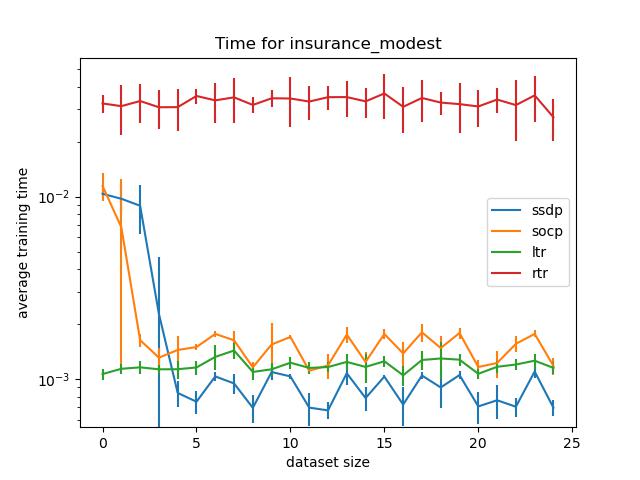 Time for insurance_modest
average training time
10⁻²
10⁻³
ssdp
socp
ltr
rtr
0 5 10 15 20 25
dataset size